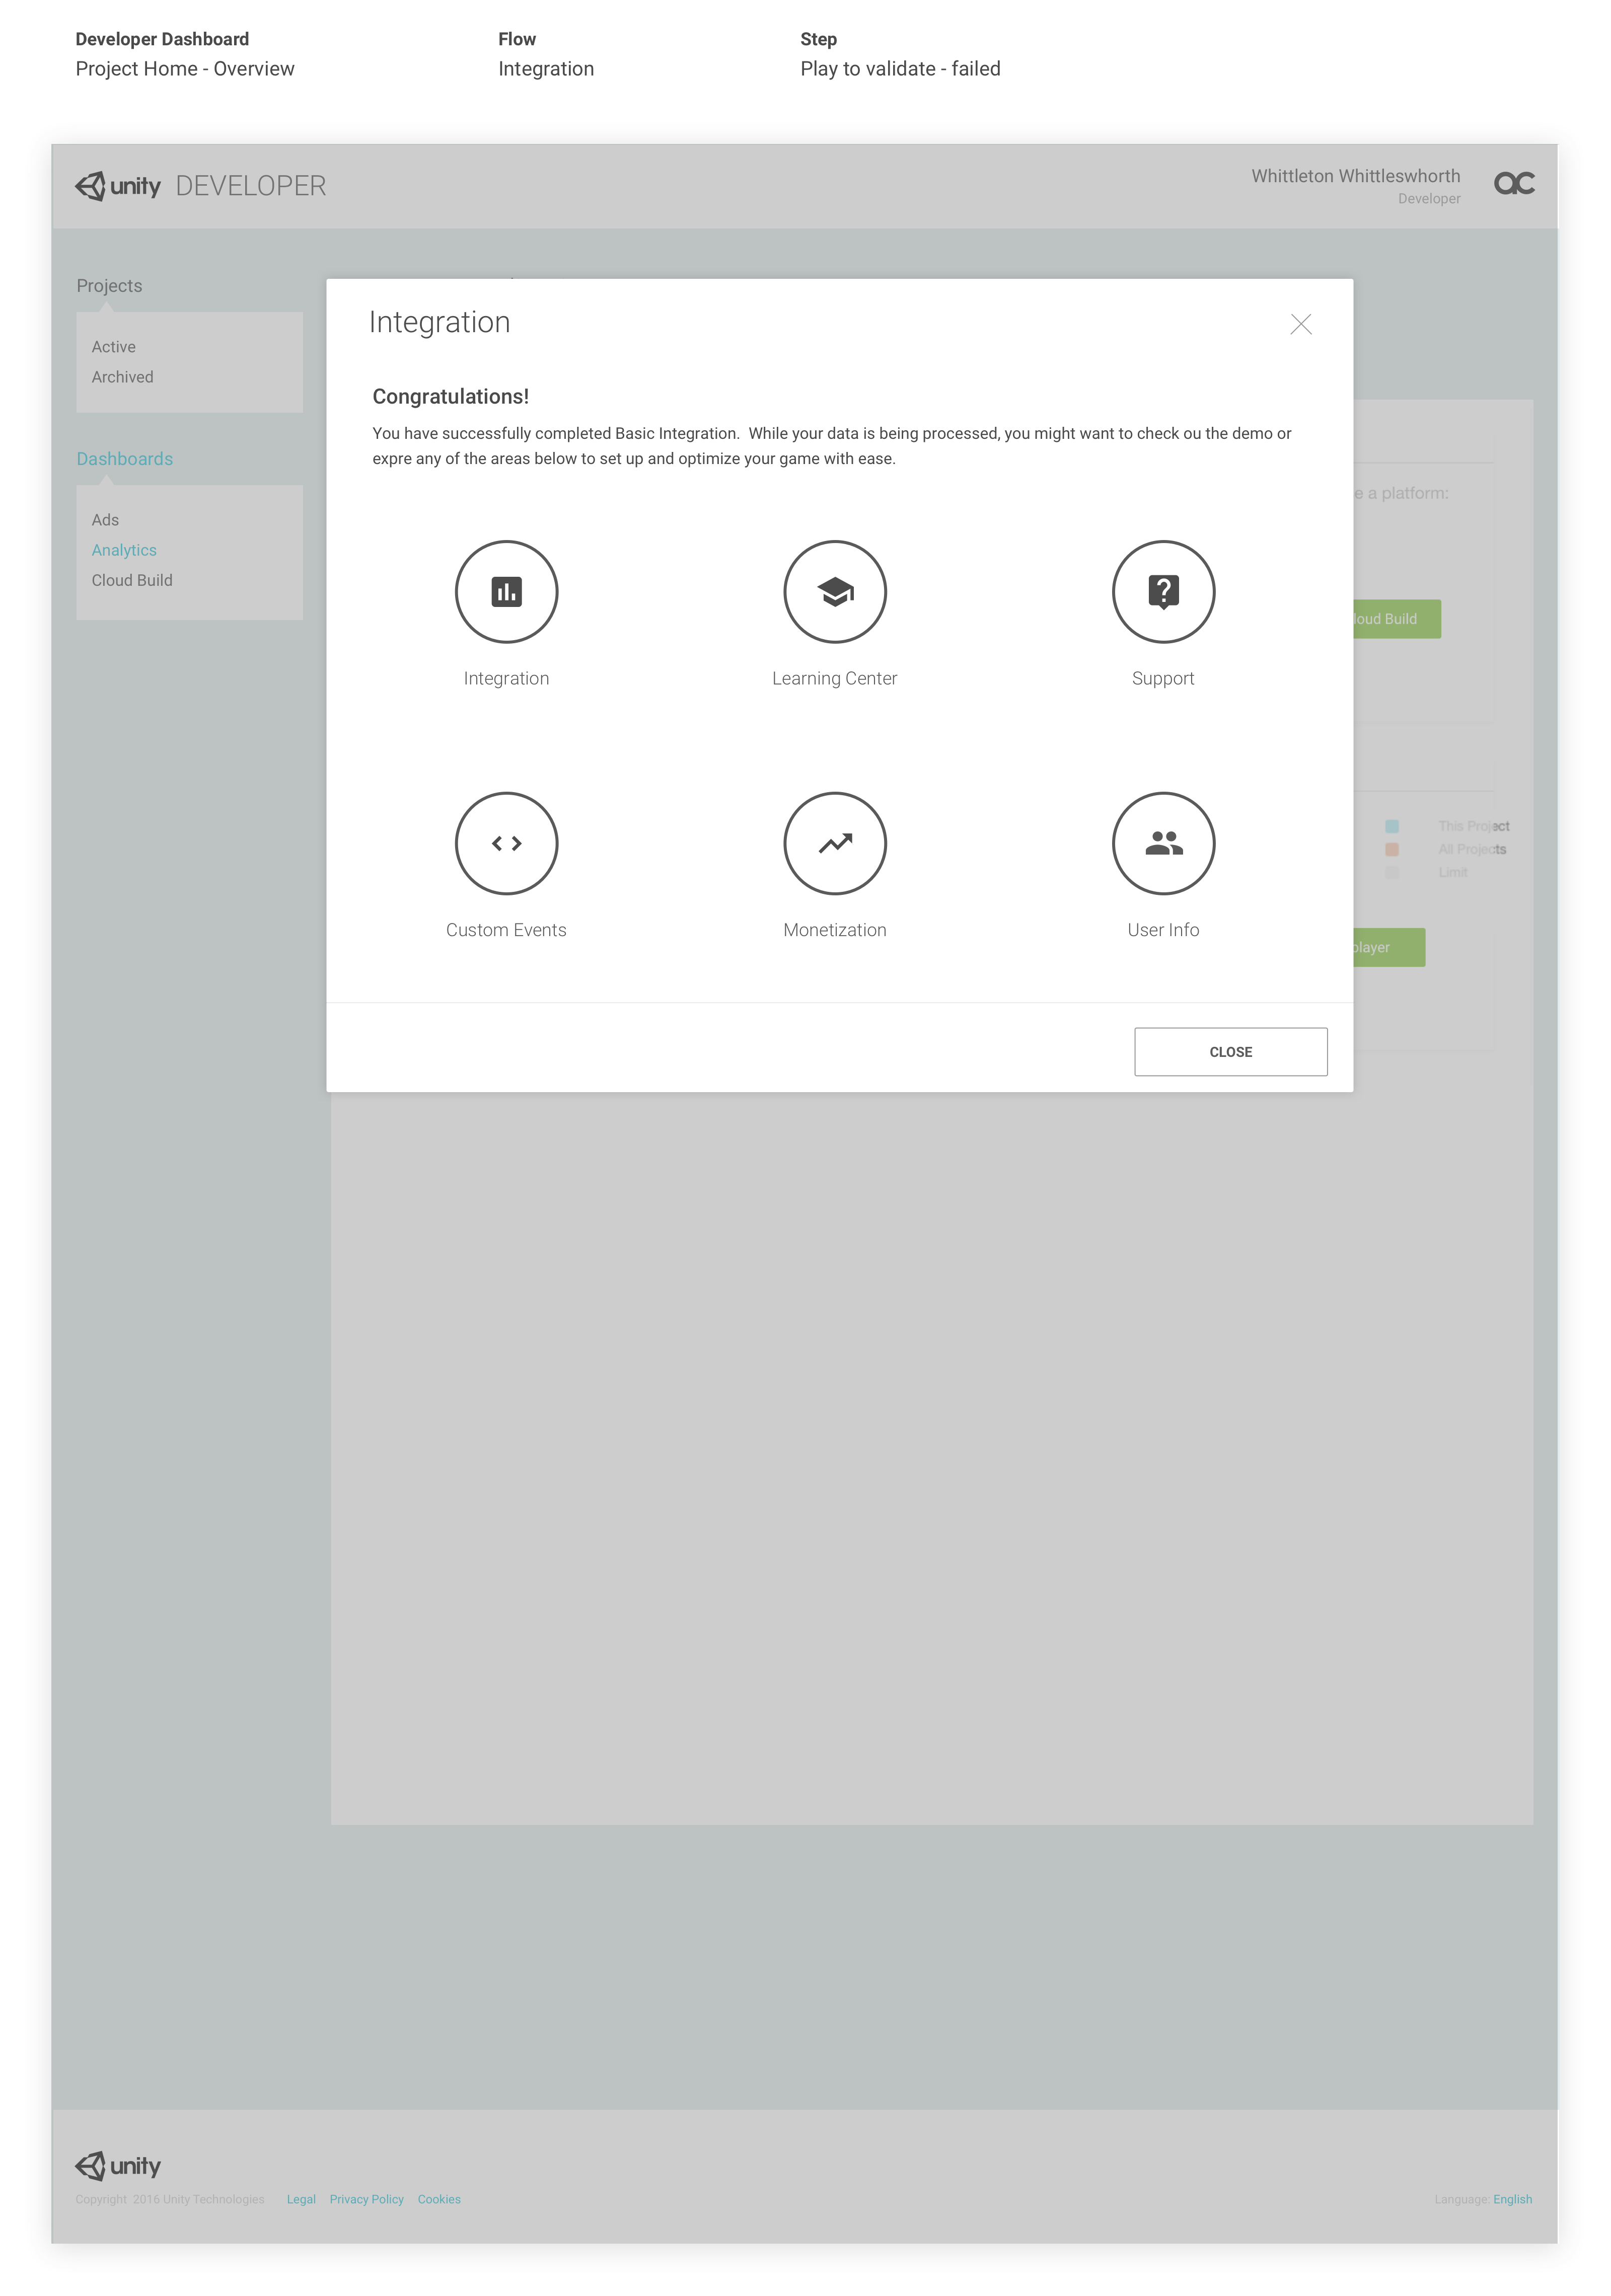 Developer Dashboard
Project Home - Overview
Flow
Integration
Step
Play to validate - failed
unity DEVELOPER
Whittleton Whittleswhorth
Developer
Projects
Active
Archived
Dashboards
Ads
Analytics
Cloud Build
Integration
Congratulations!
You have successfully completed Basic Integration.  While your data is being processed, you might want to check ou the demo or
expre any of the areas below to set up and optimize your game with ease.
Integration
Learning Center
Support
Custom Events
Monetization
User Info
CLOSE
e a platform:
loud Build
This Project
All Projects
Limit
player
unity
Copyright  2016 Unity Technologies
Legal
Privacy Policy
Cookies
Language: English